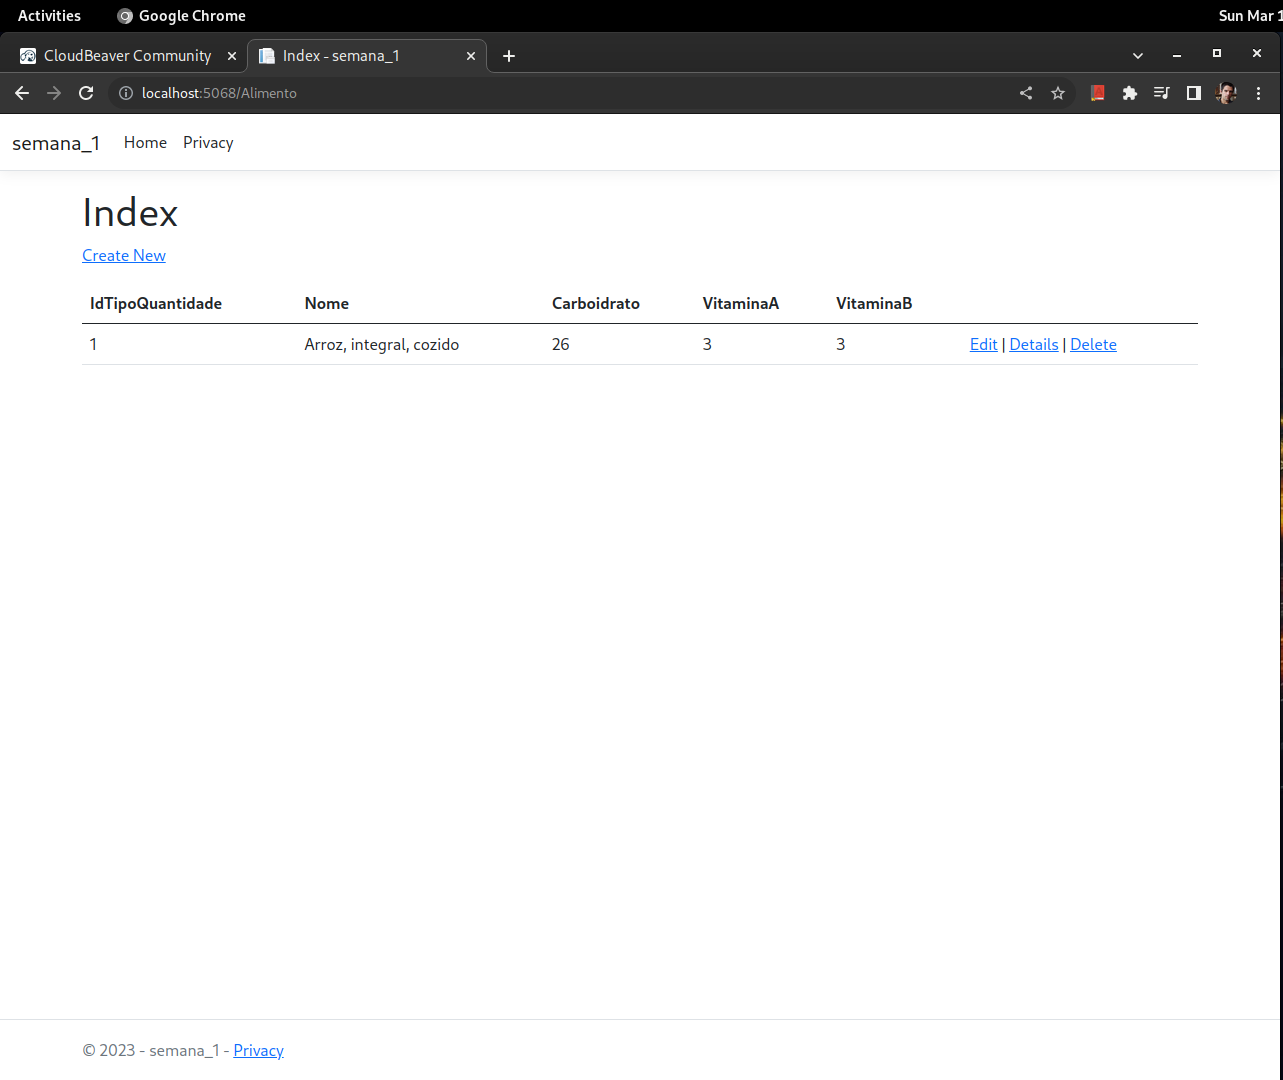 Activities Google Chrome Sun Mar 1
CloudBeaver Community Index - semana_1
localhost:5068/Alimento
semana_1 Home Privacy
Index
Create New
IdTipoQuantidade Nome Carboidrato VitaminaA VitaminaB
1 Arroz, integral, cozido 26 3 3 Edit | Details | Delete
© 2023 - semana_1 - Privacy